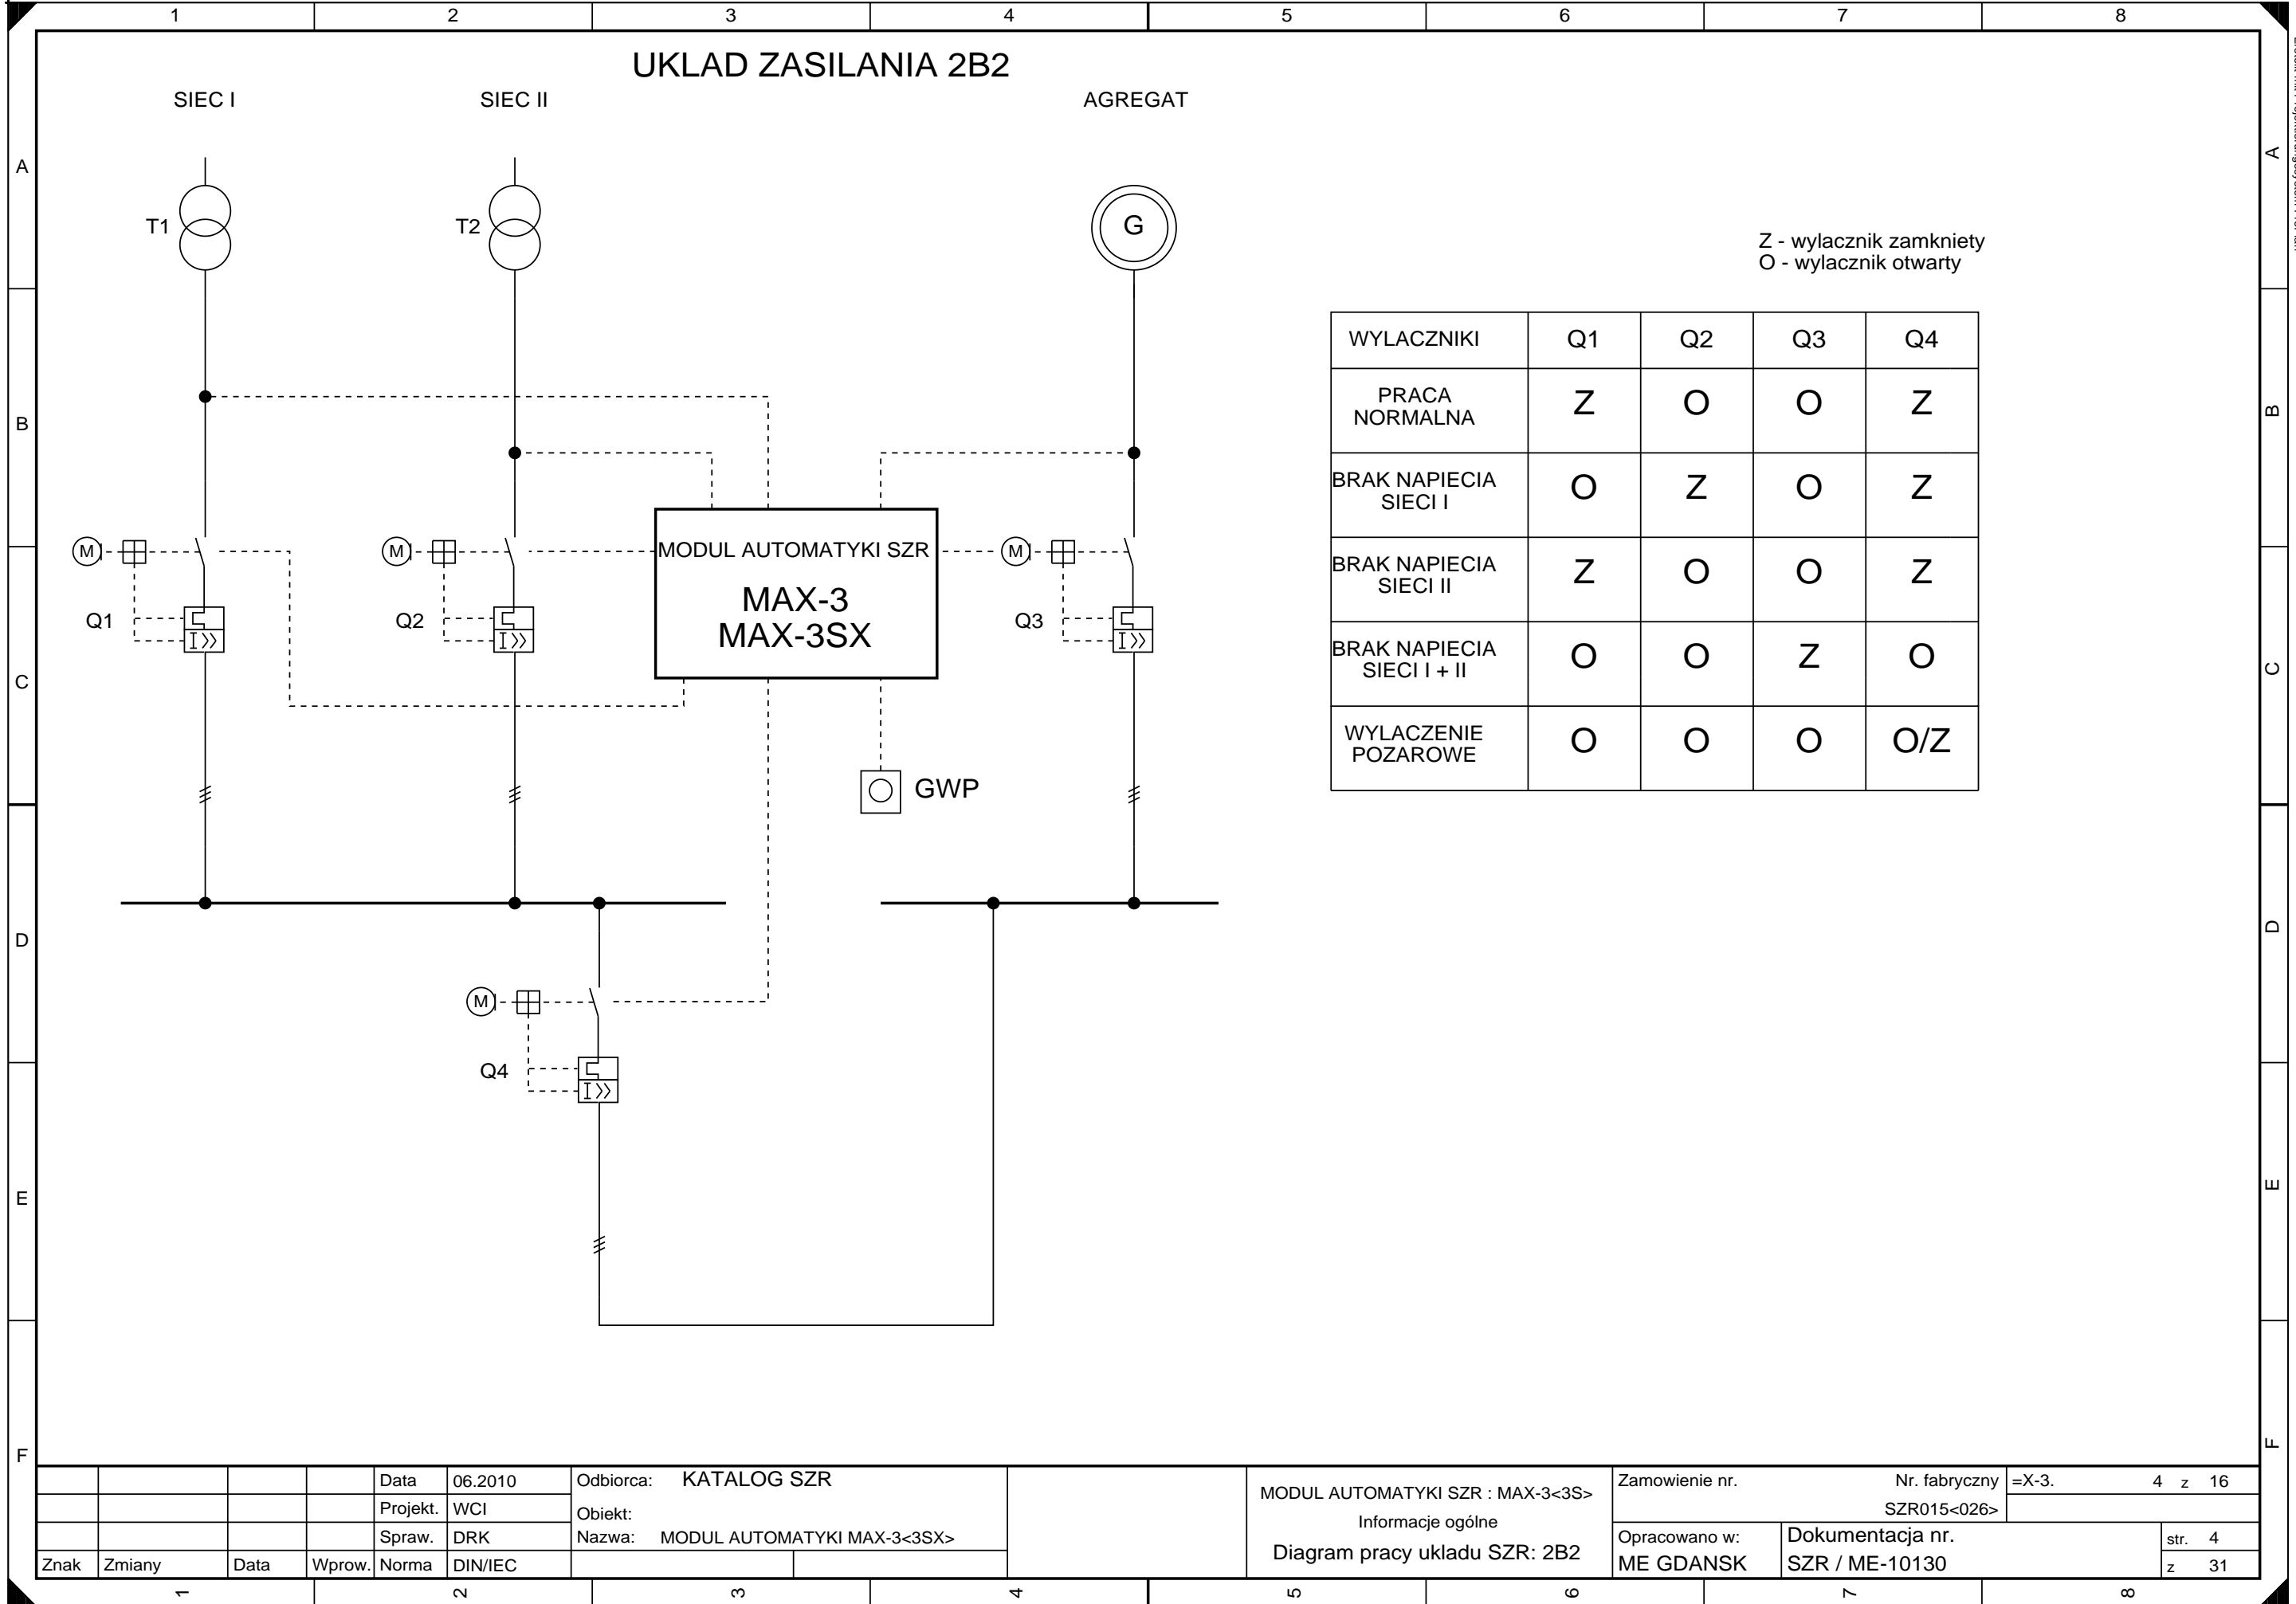 1 2 3 4 5 6 7 8
UKLAD ZASILANIA 2B2
SIEC I SIEC II AGREGAT
A A
T1 T2 G
Z - wylacznik zamkniety
O - wylacznik otwarty
WYLACZNIKI Q1 Q2 Q3 Q4
PRACA
NORMALNA Z O O Z
BRAK NAPIECIA
SIECI I O Z O Z
BRAK NAPIECIA
SIECI II Z O O Z
BRAK NAPIECIA
SIECI I + II O O Z O
WYLACZENIE
POZAROWE O O O O/Z
B B
M M MODUL AUTOMATYKI SZR M
MAX-3
MAX-3SX
Q1 Q2 Q3
I>> I>> I>>
C C
GWP
D D
M
Q4
I>>
E E
F F
Data 06.2010
Projekt. WCI
Spraw. DRK
Znak Zmiany Data Wprow. Norma DIN/IEC
Odbiorca: KATALOG SZR
Obiekt:
Nazwa: MODUL AUTOMATYKI MAX-3<3SX>
MODUL AUTOMATYKI SZR : MAX-3<3S>
Informacje ogólne
Diagram pracy ukladu SZR: 2B2
Zamowienie nr. Nr. fabryczny =X-3. 4 z 16
SZR015<026>
Opracowano w: Dokumentacja nr. str. 4
ME GDANSK SZR / ME-10130 z 31
1 2 3 4 5 6 7 8